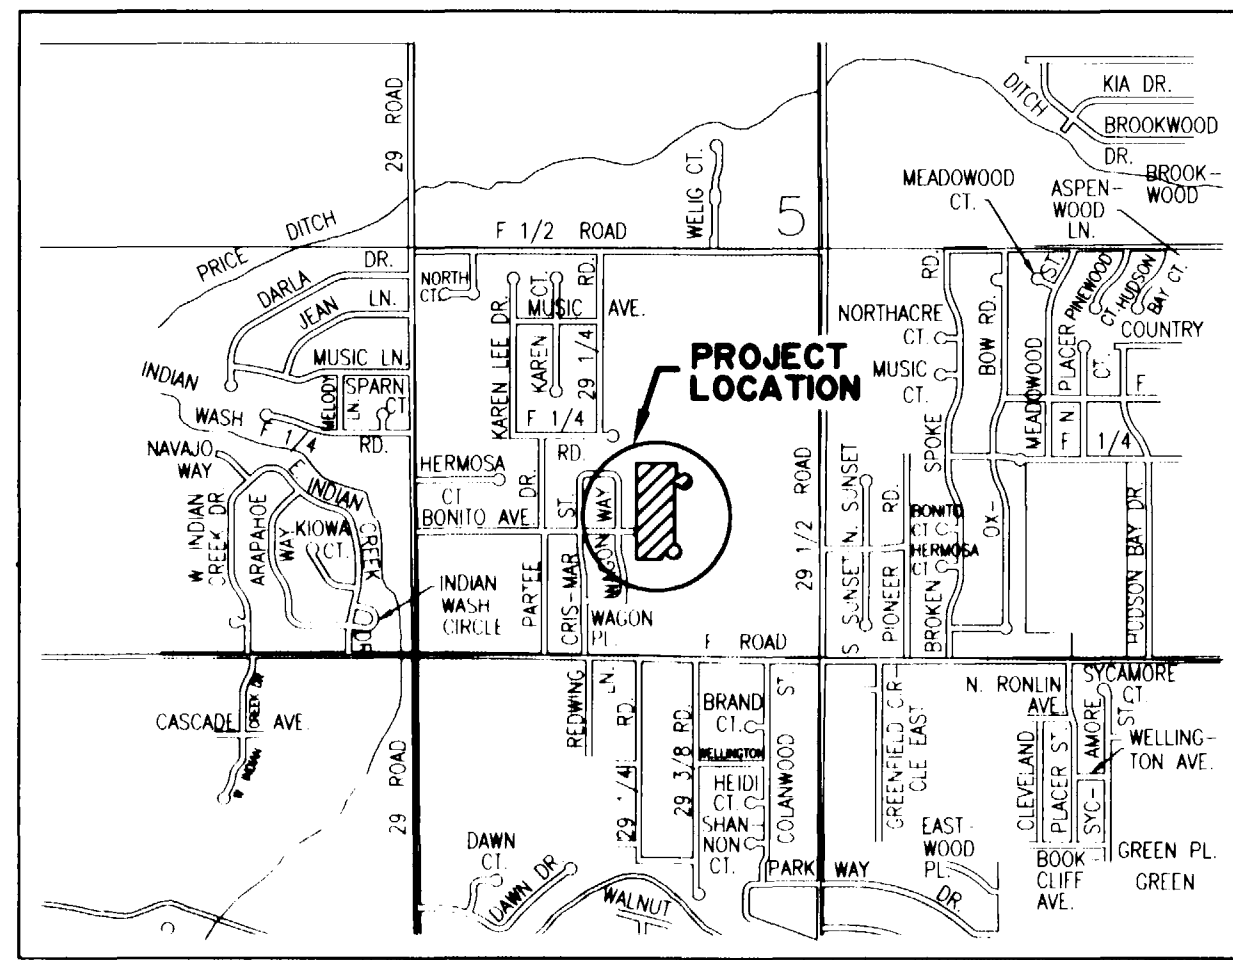 29 ROAD
DITCH
KIA DR.
BROOKWOOD
DR.
BROOK-
WOOD
MEADOWOOD
CT.
ASPEN-
WOOD
LN.
WELIG CT.
5
F 1/2 ROAD
PRICE DITCH
DARLA DR.
JEAN LN.
MUSIC LN.
NORTH
CT.
KAREN LEE DR.
KAREN CT.
MUSIC AVE.
29 1/4 RD.
F 1/4 RD.
NORTHACRE
CT.
MUSIC
CT.
BOW RD.
MEADOWOOD ST.
PLACER CT.
PINEWOOD
CT.
HUDSON
BAY CT.
COUNTRY
INDIAN
WASH
MELODY
LN.
SPARN
CT
F 1/4 RD.
PROJECT
LOCATION
F
F N 1/4
NAVAJO
WAY
W INDIAN
CREEK DR
ARAPAHOE
WAY
KIOWA
CT.
INDIAN CREEK DR
HERMOSA
CT
BONITO AVE.
PARTEE DR.
CRIS-MAR ST.
WAGON WAY
WAGON
PL.
INDIAN
WASH
CIRCLE
29 1/2 ROAD
S SUNSET N. SUNSET
PIONEER RD.
BROKEN SPOKE RD.
BONITO
CT
HERMOSA
CT.
OX-
HUDSON BAY DR.
F ROAD
CASCADE AVE.
W INDIAN CREEK DR
29 ROAD
REDWING LN.
29 1/4 RD.
29 3/8 RD.
BRAND
CT.
WELLINGTON
HEIDI
CT.
SHAN-
NON
CT.
COLANWOOD ST.
GREENFIELD CIR-
CLE EAST
N. RONLIN
AVE.
SYCAMORE
CT.
SYC-AMORE ST.
WELLING-
TON AVE.
CLEVELAND
PLACER ST.
DAWN
CT.
DAWN DR
WALNUT
PARK WAY DR.
EAST-
WOOD
PL.
BOOK
CLIFF
AVE.
GREEN PL.
GREEN